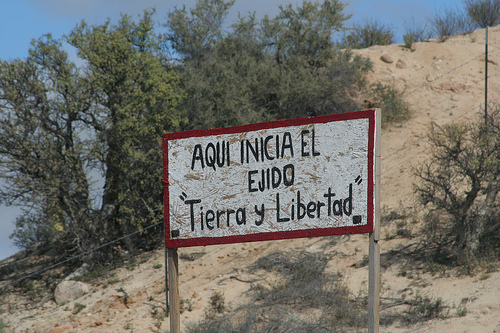 AQUI INICIA EL
EJIDO
"Tierra y Libertad"